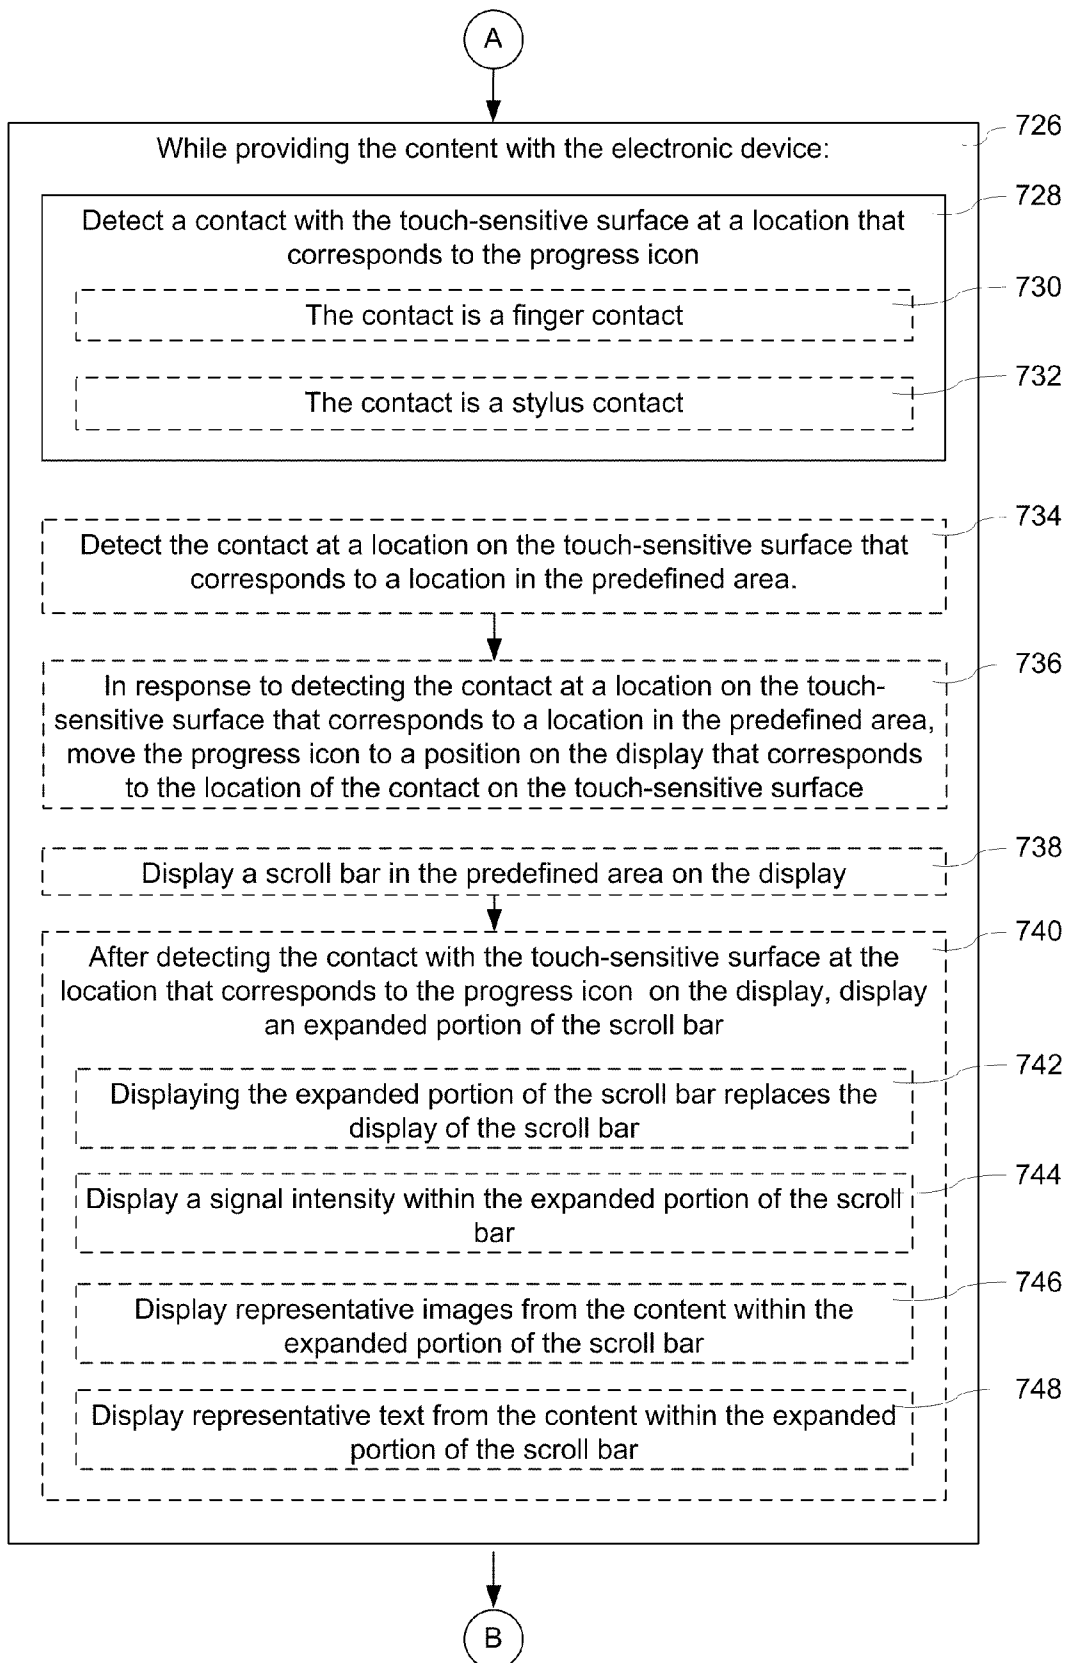 A
726
While providing the content with the electronic device:
728
Detect a contact with the touch-sensitive surface at a location that
corresponds to the progress icon
730
The contact is a finger contact
732
The contact is a stylus contact
734
Detect the contact at a location on the touch-sensitive surface that
corresponds to a location in the predefined area.
736
In response to detecting the contact at a location on the touch-
sensitive surface that corresponds to a location in the predefined area,
move the progress icon to a position on the display that corresponds
to the location of the contact on the touch-sensitive surface
738
Display a scroll bar in the predefined area on the display
740
After detecting the contact with the touch-sensitive surface at the
location that corresponds to the progress icon on the display, display
an expanded portion of the scroll bar
742
Displaying the expanded portion of the scroll bar replaces the
display of the scroll bar
744
Display a signal intensity within the expanded portion of the scroll
bar
746
Display representative images from the content within the
expanded portion of the scroll bar
748
Display representative text from the content within the expanded
portion of the scroll bar
B